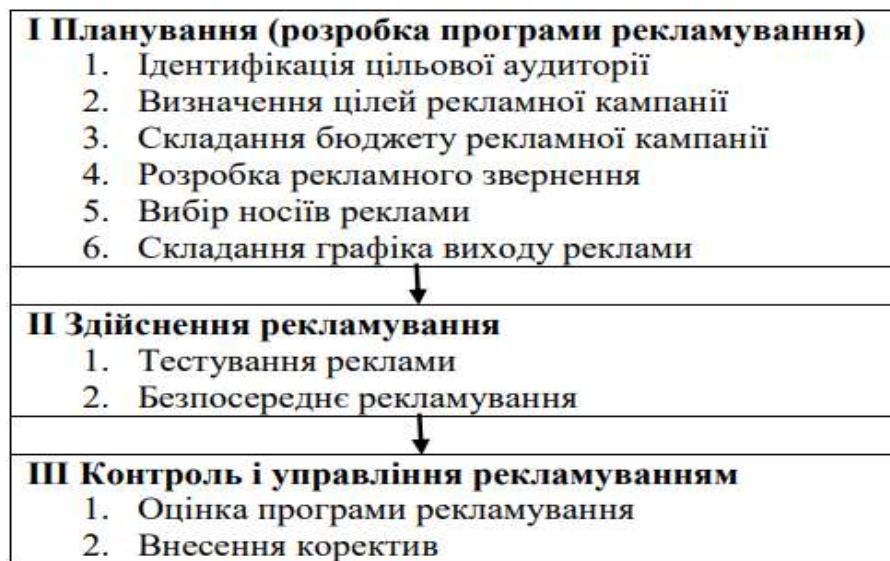 І Планування (розробка програми рекламування)
1. Ідентифікація цільової аудиторії
2. Визначення цілей рекламної кампанії
3. Складання бюджету рекламної кампанії
4. Розробка рекламного звернення
5. Вибір носіїв реклами
6. Складання графіка виходу реклами
ІІ Здійснення рекламування
1. Тестування реклами
2. Безпосереднє рекламування
ІІІ Контроль і управління рекламуванням
1. Оцінка програми рекламування
2. Внесення коректив